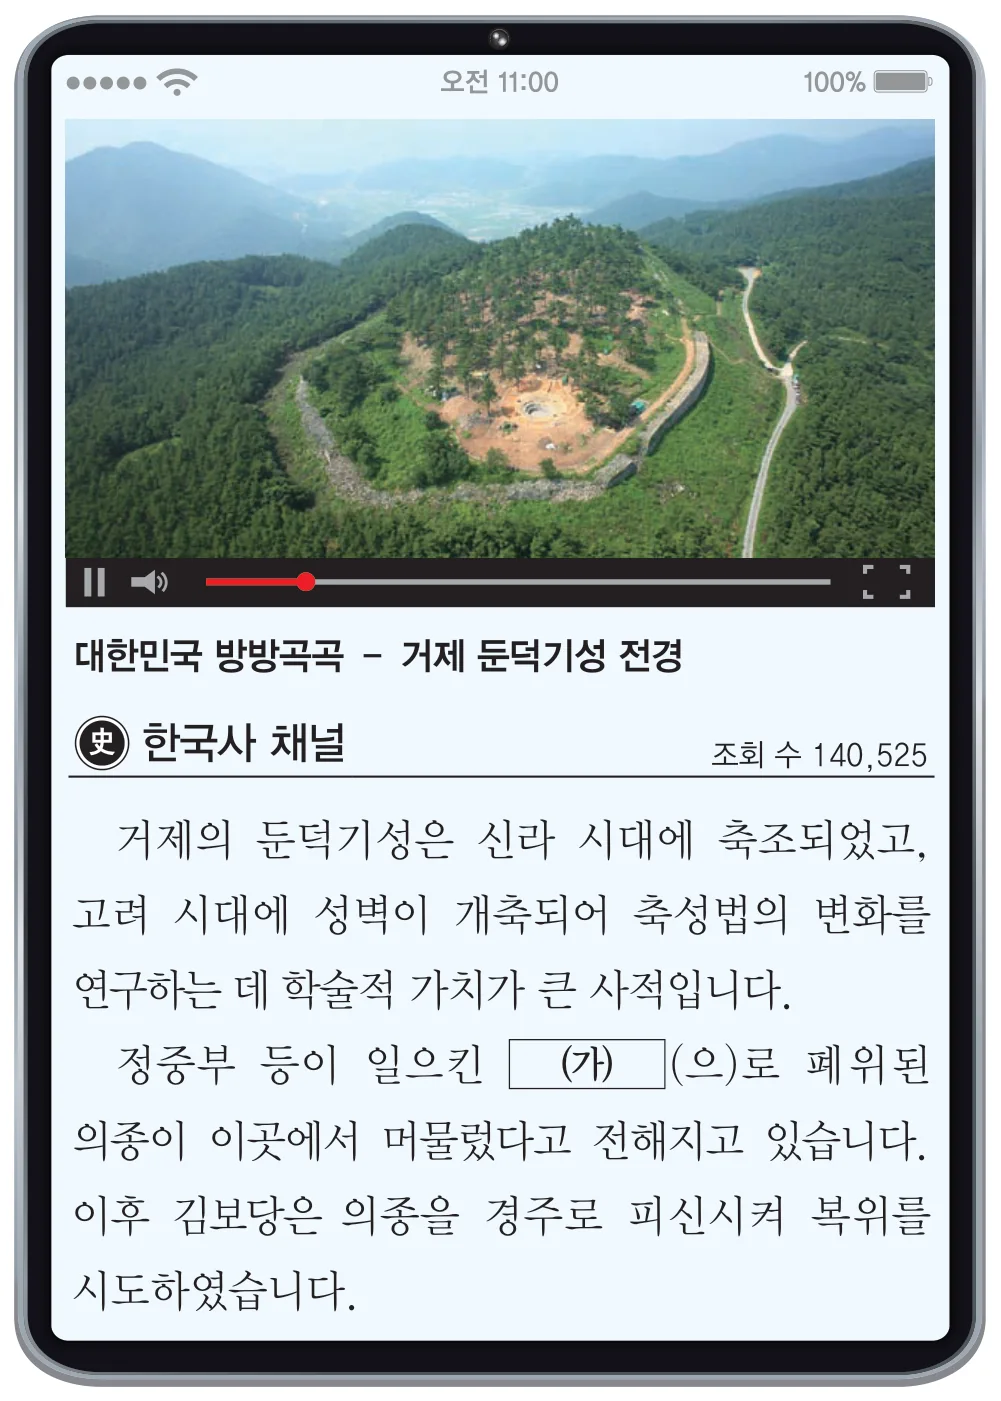 오전 11:00
100%
대한민국 방방곡곡 - 거제 둔덕기성 전경
史 한국사 채널
조회 수 140,525
거제의 둔덕기성은 신라 시대에 축조되었고,
고려 시대에 성벽이 개축되어 축성법의 변화를
연구하는 데 학술적 가치가 큰 사적입니다.
정중부 등이 일으킨 (가) (으)로 폐위된
의종이 이곳에서 머물렀다고 전해지고 있습니다.
이후 김보당은 의종을 경주로 피신시켜 복위를
시도하였습니다.